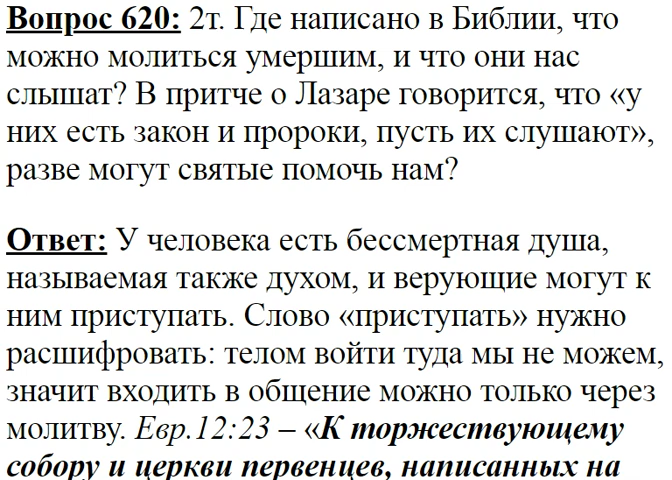 Вопрос 620: 2т. Где написано в Библии, что
можно молиться умершим, и что они нас
слышат? В притче о Лазаре говорится, что «у
них есть закон и пророки, пусть их слушают»,
разве могут святые помочь нам?
Ответ: У человека есть бессмертная душа,
называемая также духом, и верующие могут к
ним приступать. Слово «приступать» нужно
расшифровать: телом войти туда мы не можем,
значит входить в общение можно только через
молитву. Евр.12:23 – «К торжествующему
собору и церкви первенцев, написанных на